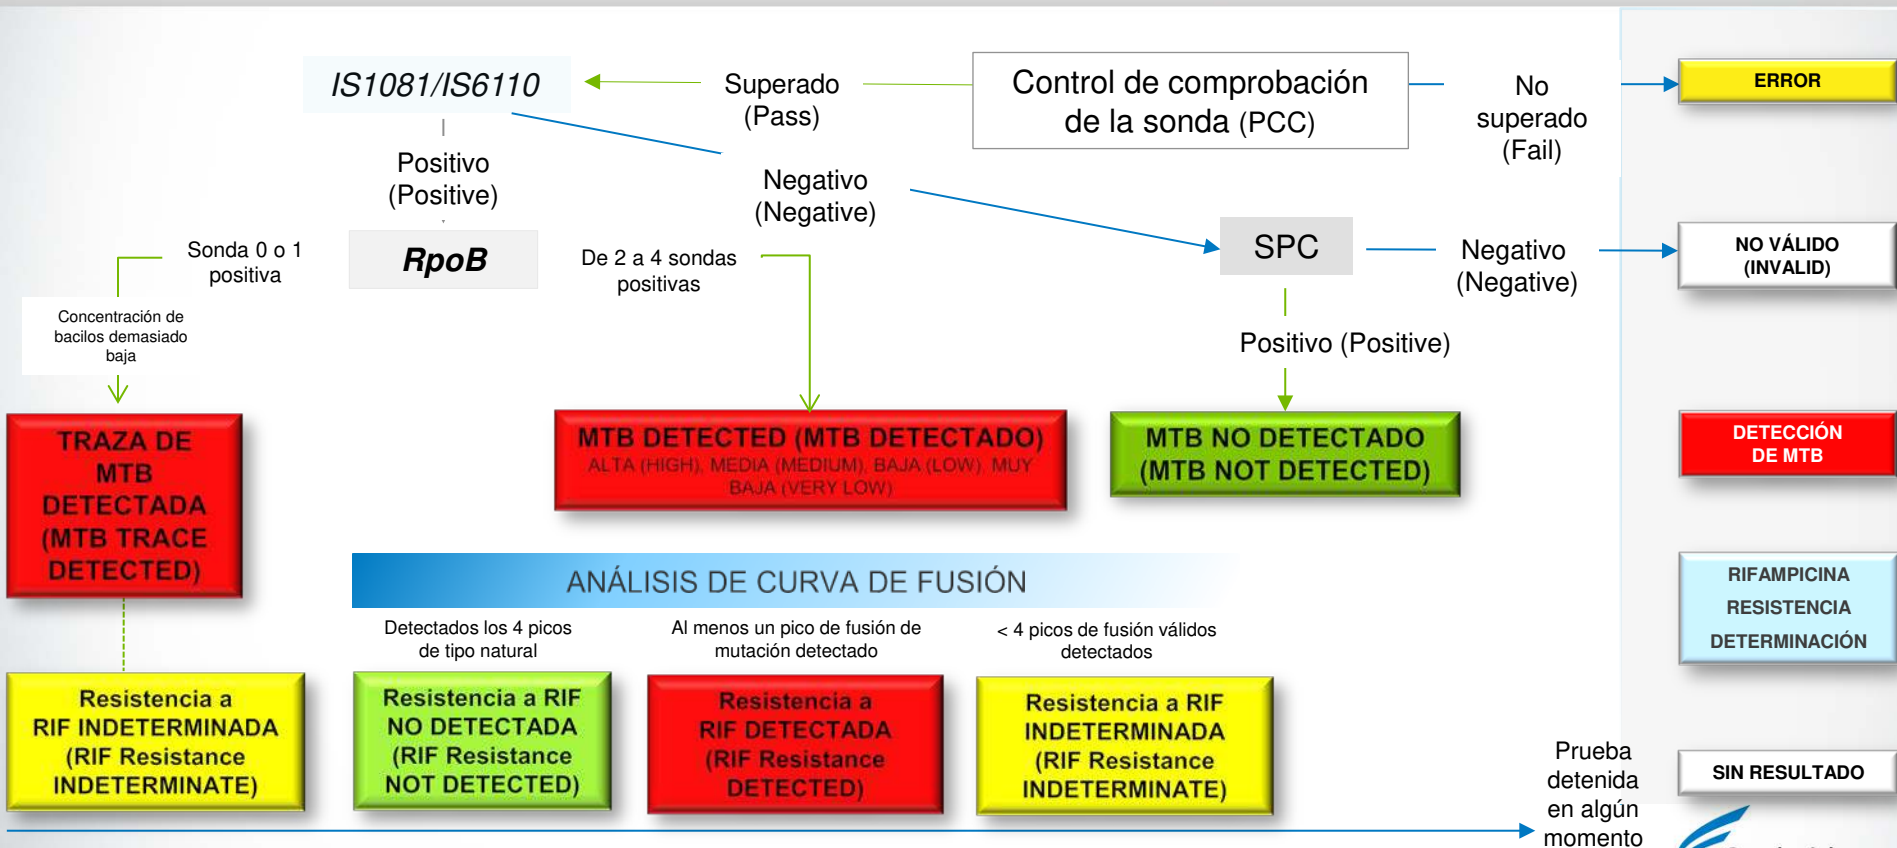 IS1081/IS6110
Superado
(Pass)
Control de comprobación
de la sonda (PCC)
No
superado
(Fail)
ERROR
Positivo
(Positive)
Negativo
(Negative)
Sonda 0 o 1
positiva
RpoB
De 2 a 4 sondas
positivas
SPC
Negativo
(Negative)
NO VÁLIDO
(INVALID)
Concentración de
bacilos demasiado
baja
Positivo (Positive)
TRAZA DE
MTB
DETECTADA
(MTB TRACE
DETECTED)
MTB DETECTED (MTB DETECTADO)
ALTA (HIGH), MEDIA (MEDIUM), BAJA (LOW), MUY
BAJA (VERY LOW)
MTB NO DETECTADO
(MTB NOT DETECTED)
DETECCIÓN
DE MTB
ANÁLISIS DE CURVA DE FUSIÓN
RIFAMPICINA
RESISTENCIA
DETERMINACIÓN
Detectados los 4 picos
de tipo natural
Al menos un pico de fusión de
mutación detectado
< 4 picos de fusión válidos
detectados
Resistencia a
RIF INDETERMINADA
(RIF Resistance
INDETERMINATE)
Resistencia a RIF
NO DETECTADA
(RIF Resistance
NOT DETECTED)
Resistencia a
RIF DETECTADA
(RIF Resistance
DETECTED)
Resistencia a RIF
INDETERMINADA
(RIF Resistance
INDETERMINATE)
Prueba
detenida
en algún
momento
SIN RESULTADO